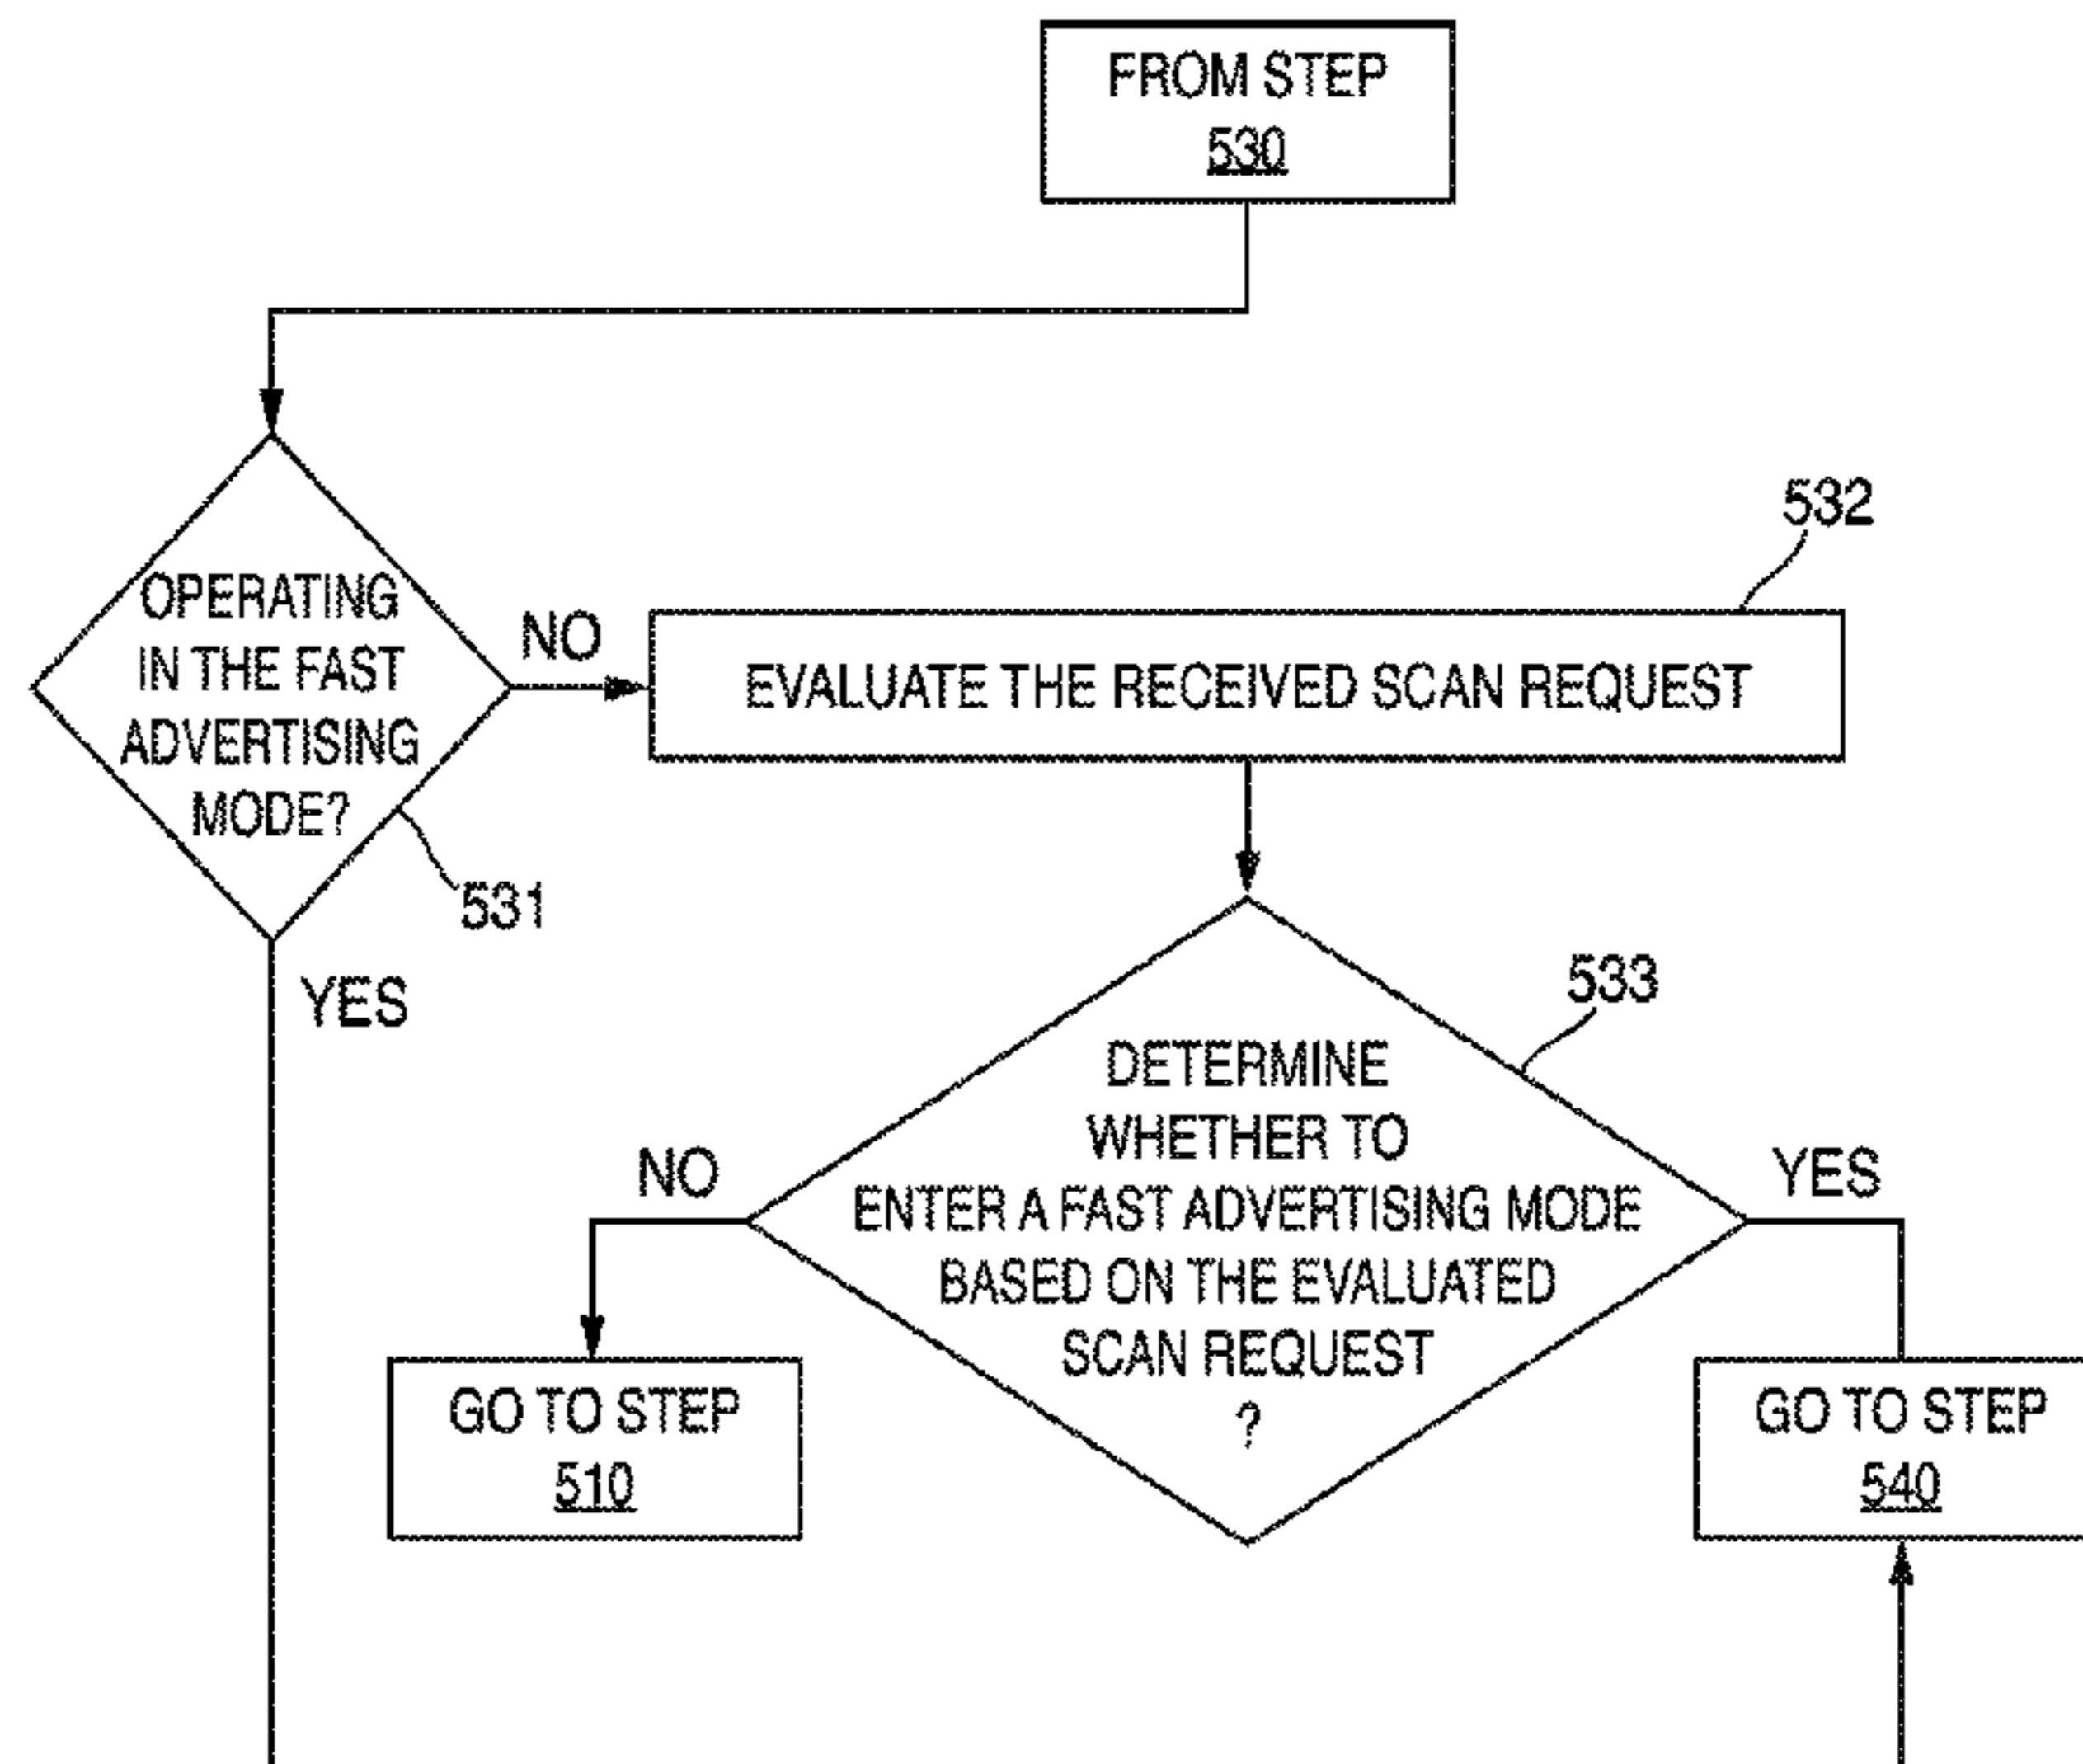 FROM STEP
530
OPERATING
IN THE FAST
ADVERTISING
MODE?
531
NO
YES
532
EVALUATE THE RECEIVED SCAN REQUEST
533
DETERMINE
WHETHER TO
ENTER A FAST ADVERTISING MODE
BASED ON THE EVALUATED
SCAN REQUEST
?
NO
YES
GO TO STEP
510
GO TO STEP
540